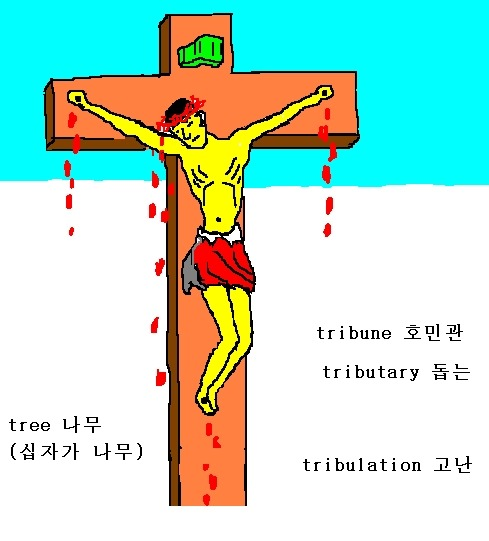 tribune 호민관
tributary 돕는
tree 나무
(십자가 나무)
tribulation 고난